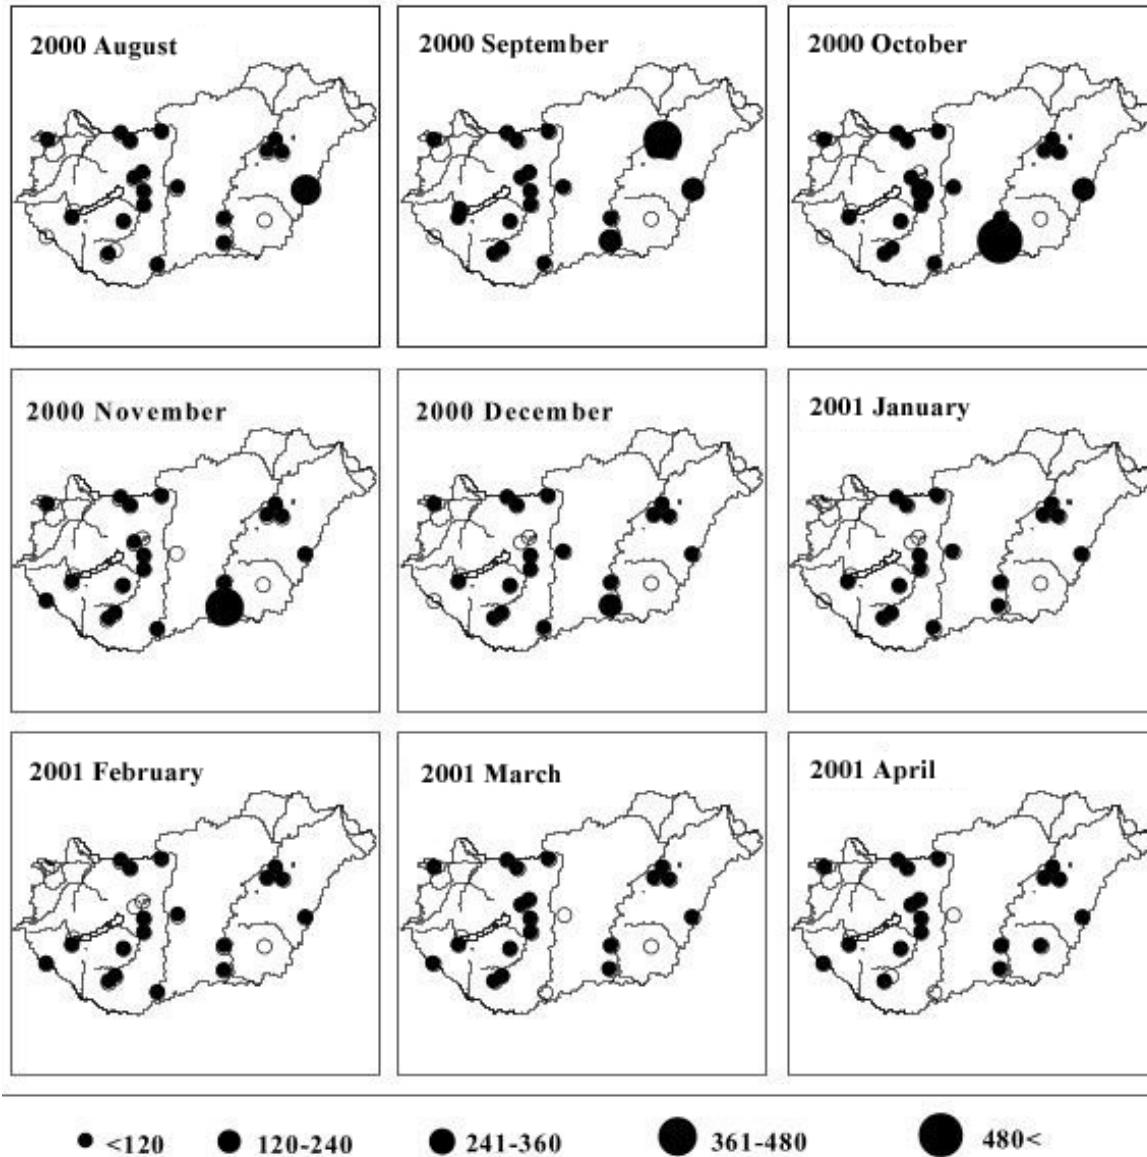 2000 August
2000 September
2000 October
2000 November
2000 December
2001 January
2001 February
2001 March
2001 April
<120
120-240
241-360
361-480
480<